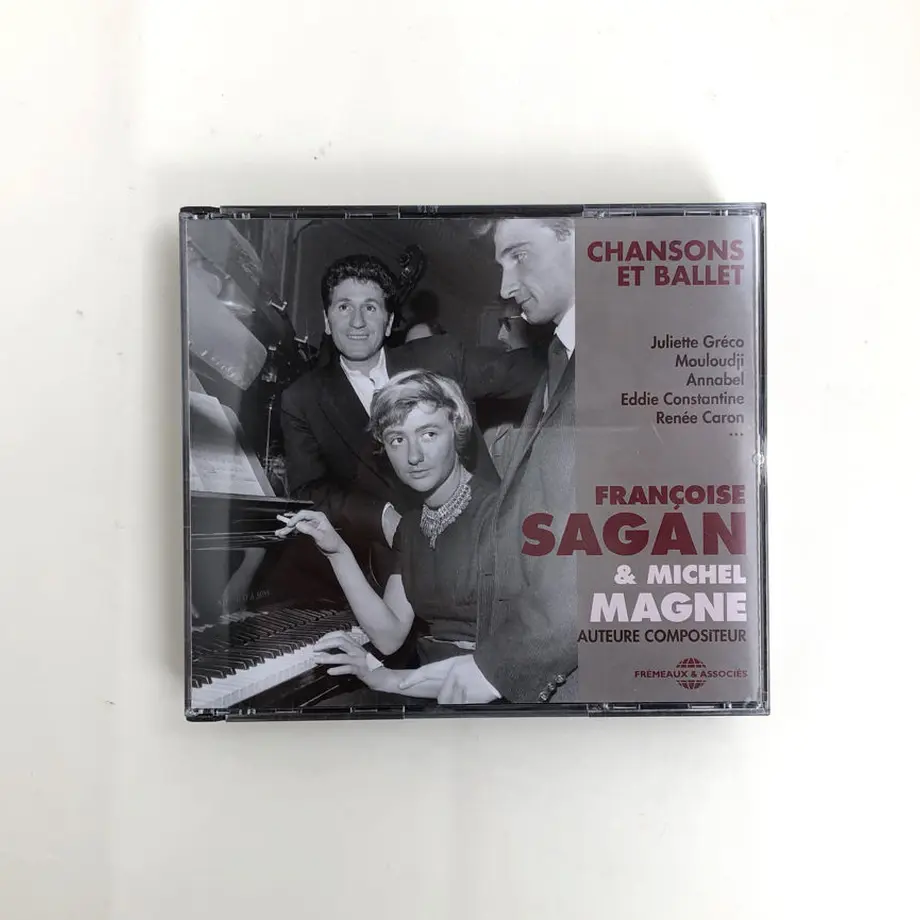 CHANSONS
ET BALLET
Juliette Gréco
Mouloudji
Annabel
Eddie Constantine
Renée Caron
...
FRANÇOISE
SAGAN
& MICHEL
MAGNE
AUTEURE COMPOSITEUR
FRÉMEAUX & ASSOCIÉS